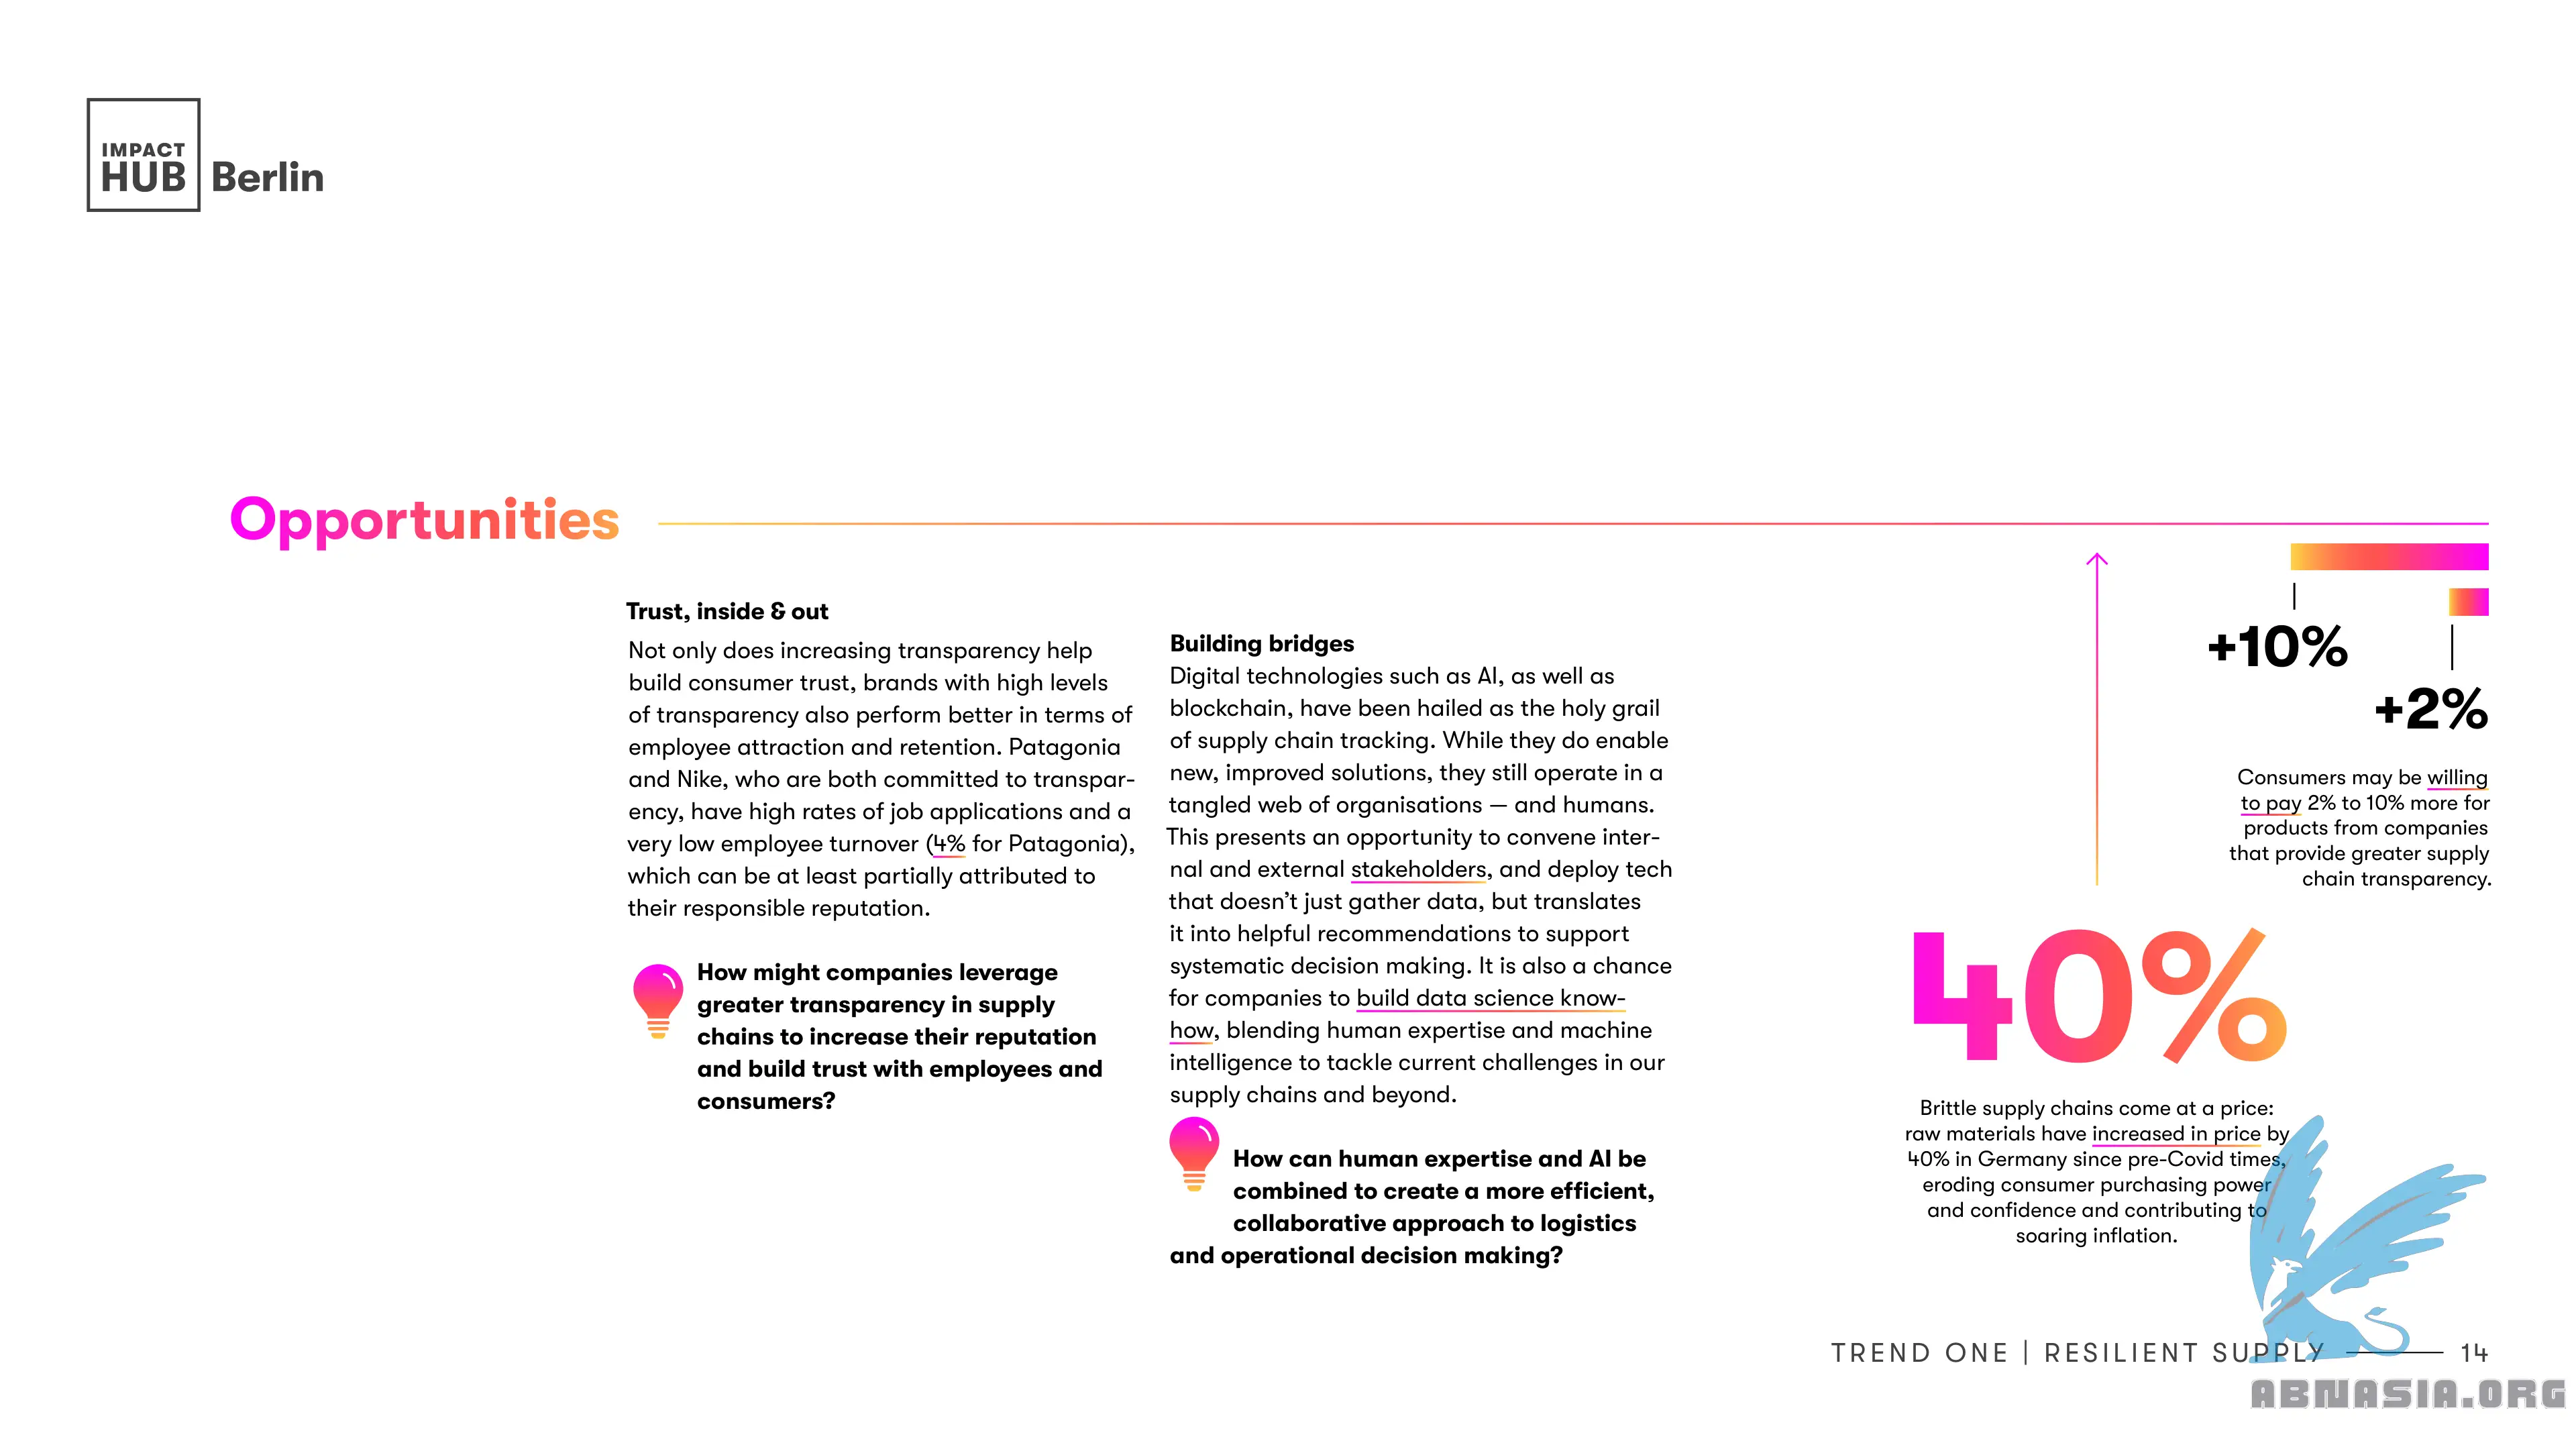 IMPACT
HUB Berlin
Opportunities
Trust, inside & out
Not only does increasing transparency help
build consumer trust, brands with high levels
of transparency also perform better in terms of
employee attraction and retention. Patagonia
and Nike, who are both committed to transpar-
ency, have high rates of job applications and a
very low employee turnover (4% for Patagonia),
which can be at least partially attributed to
their responsible reputation.
How might companies leverage
greater transparency in supply
chains to increase their reputation
and build trust with employees and
consumers?
Building bridges
Digital technologies such as AI, as well as
blockchain, have been hailed as the holy grail
of supply chain tracking. While they do enable
new, improved solutions, they still operate in a
tangled web of organisations — and humans.
This presents an opportunity to convene inter-
nal and external stakeholders, and deploy tech
that doesn’t just gather data, but translates
it into helpful recommendations to support
systematic decision making. It is also a chance
for companies to build data science know-
how, blending human expertise and machine
intelligence to tackle current challenges in our
supply chains and beyond.
How can human expertise and AI be
combined to create a more efficient,
collaborative approach to logistics
and operational decision making?
+10%
+2%
Consumers may be willing
to pay 2% to 10% more for
products from companies
that provide greater supply
chain transparency.
40%
Brittle supply chains come at a price:
raw materials have increased in price by
40% in Germany since pre-Covid times,
eroding consumer purchasing power
and confidence and contributing to
soaring inflation.
TREND ONE | RESILIENT SUPPLY 14
ABNASIA.ORG